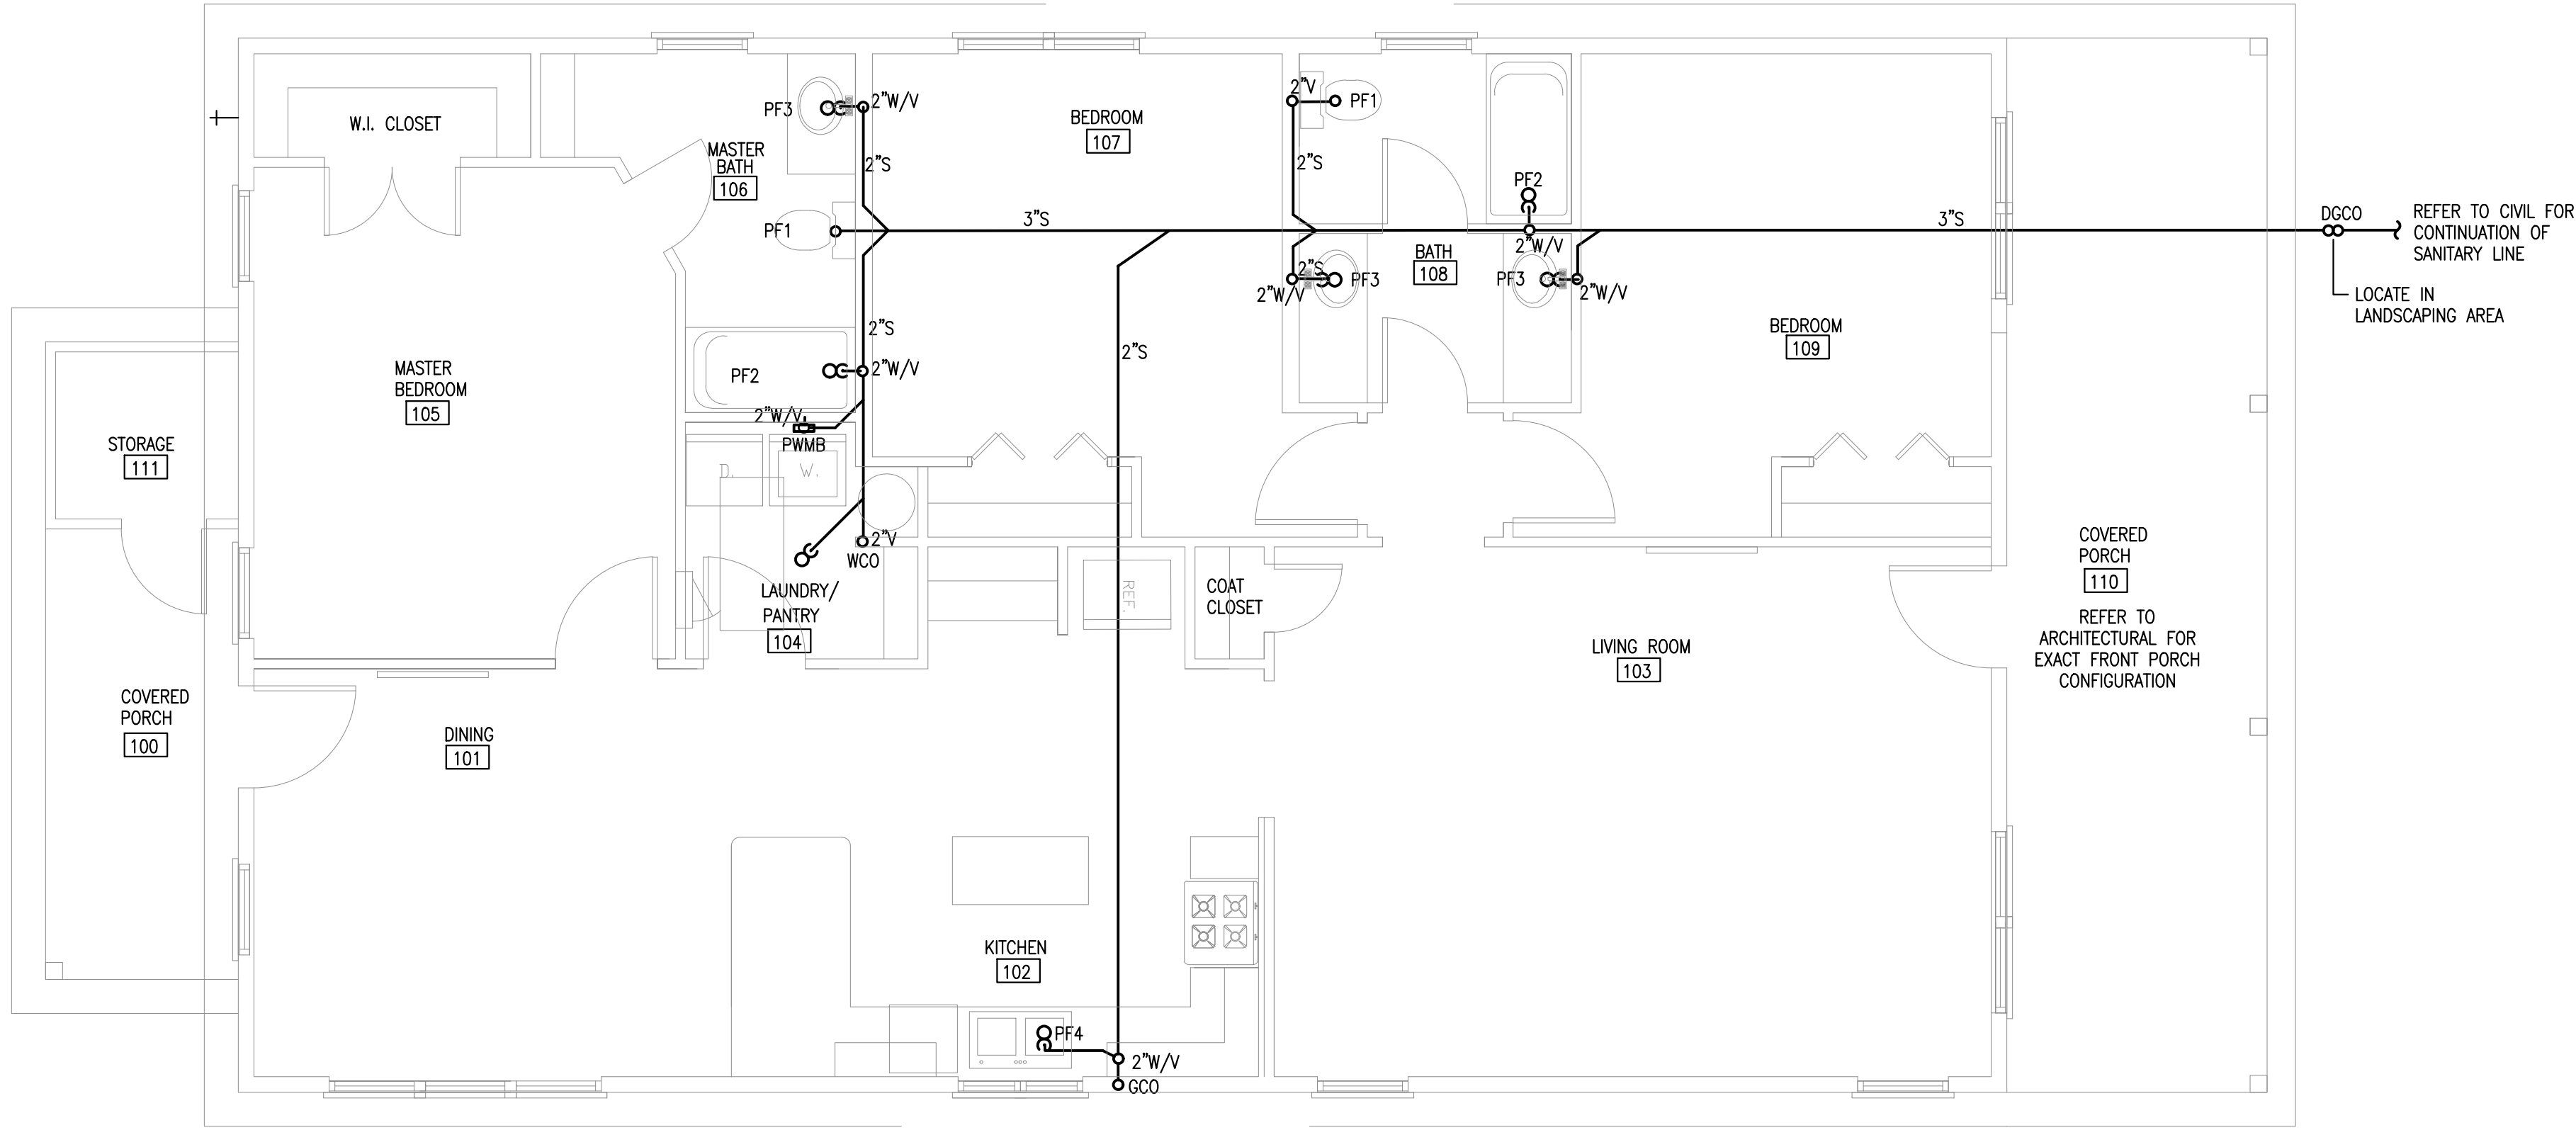 2"W/V
PF3
W.I. CLOSET
BEDROOM
107
2"V
PF1
MASTER
BATH
106
2"S
2"S
PF2
PF1
3"S
3"S
2"W/V
DGCO
REFER TO CIVIL FOR
CONTINUATION OF
SANITARY LINE
BATH
108
2"S
PF3
PF3
2"W/V
2"W/V
LOCATE IN
LANDSCAPING AREA
2"S
2"S
BEDROOM
109
MASTER
BEDROOM
105
PF2
2"W/V
2"W/V
PWMB
STORAGE
111
D.
W.
2"V
WCO
LAUNDRY/
PANTRY
104
REF.
COAT
CLOSET
COVERED
PORCH
110
REFER TO
ARCHITECTURAL FOR
EXACT FRONT PORCH
CONFIGURATION
LIVING ROOM
103
COVERED
PORCH
100
DINING
101
KITCHEN
102
PF4
2"W/V
GCO